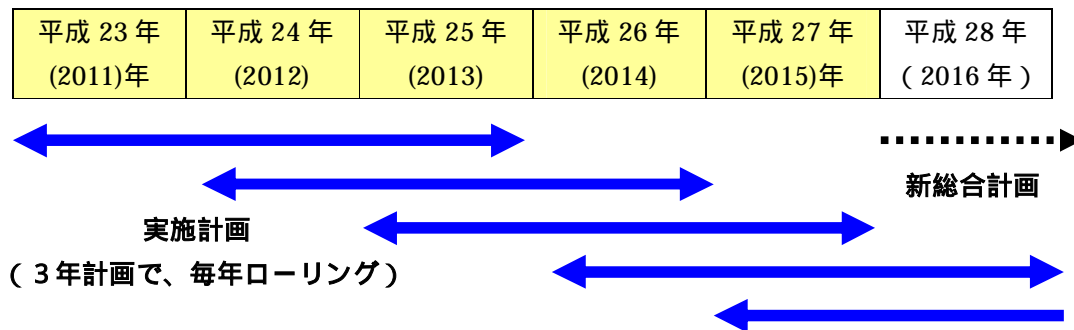 平成 23 年 平成 24 年 平成 25 年 平成 26 年 平成 27 年 平成 28 年
(2011)年 (2012) (2013) (2014) (2015)年 ( 2016 年 )
新総合計画
実施計画
( 3年計画で、毎年ローリング )